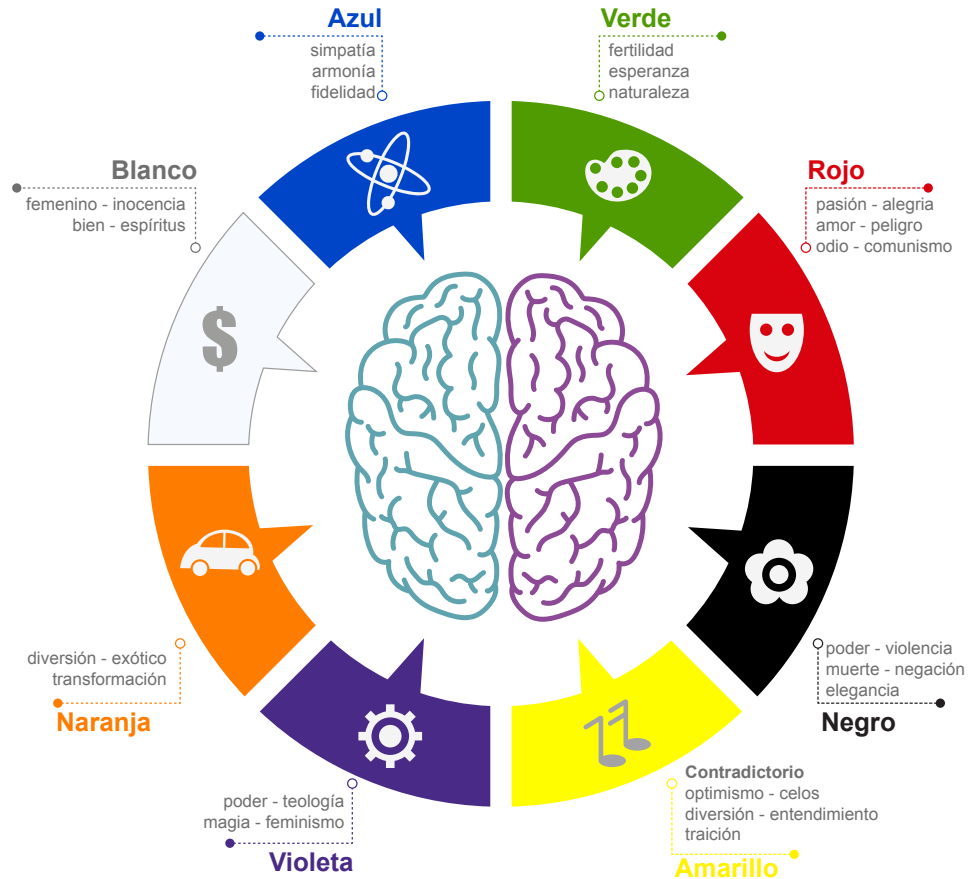 Azul
simpatía
armonía
fidelidad
Verde
fertilidad
esperanza
naturaleza
Blanco
femenino - inocencia
bien - espíritus
Rojo
pasión - alegria
amor - peligro
odio - comunismo
$
diversión - exótico
transformación
Naranja
poder - violencia
muerte - negación
elegancia
Negro
poder - teología
magia - feminismo
Violeta
Contradictorio
optimismo - celos
diversión - entendimiento
traición
Amarillo